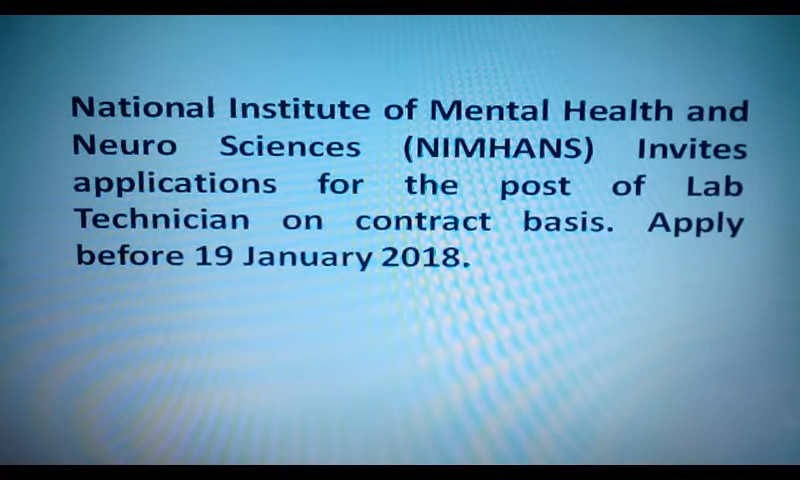 National Institute of Mental Health and
Neuro Sciences (NIMHANS) Invites
applications for the post of Lab
Technician on contract basis. Apply
before 19 January 2018.